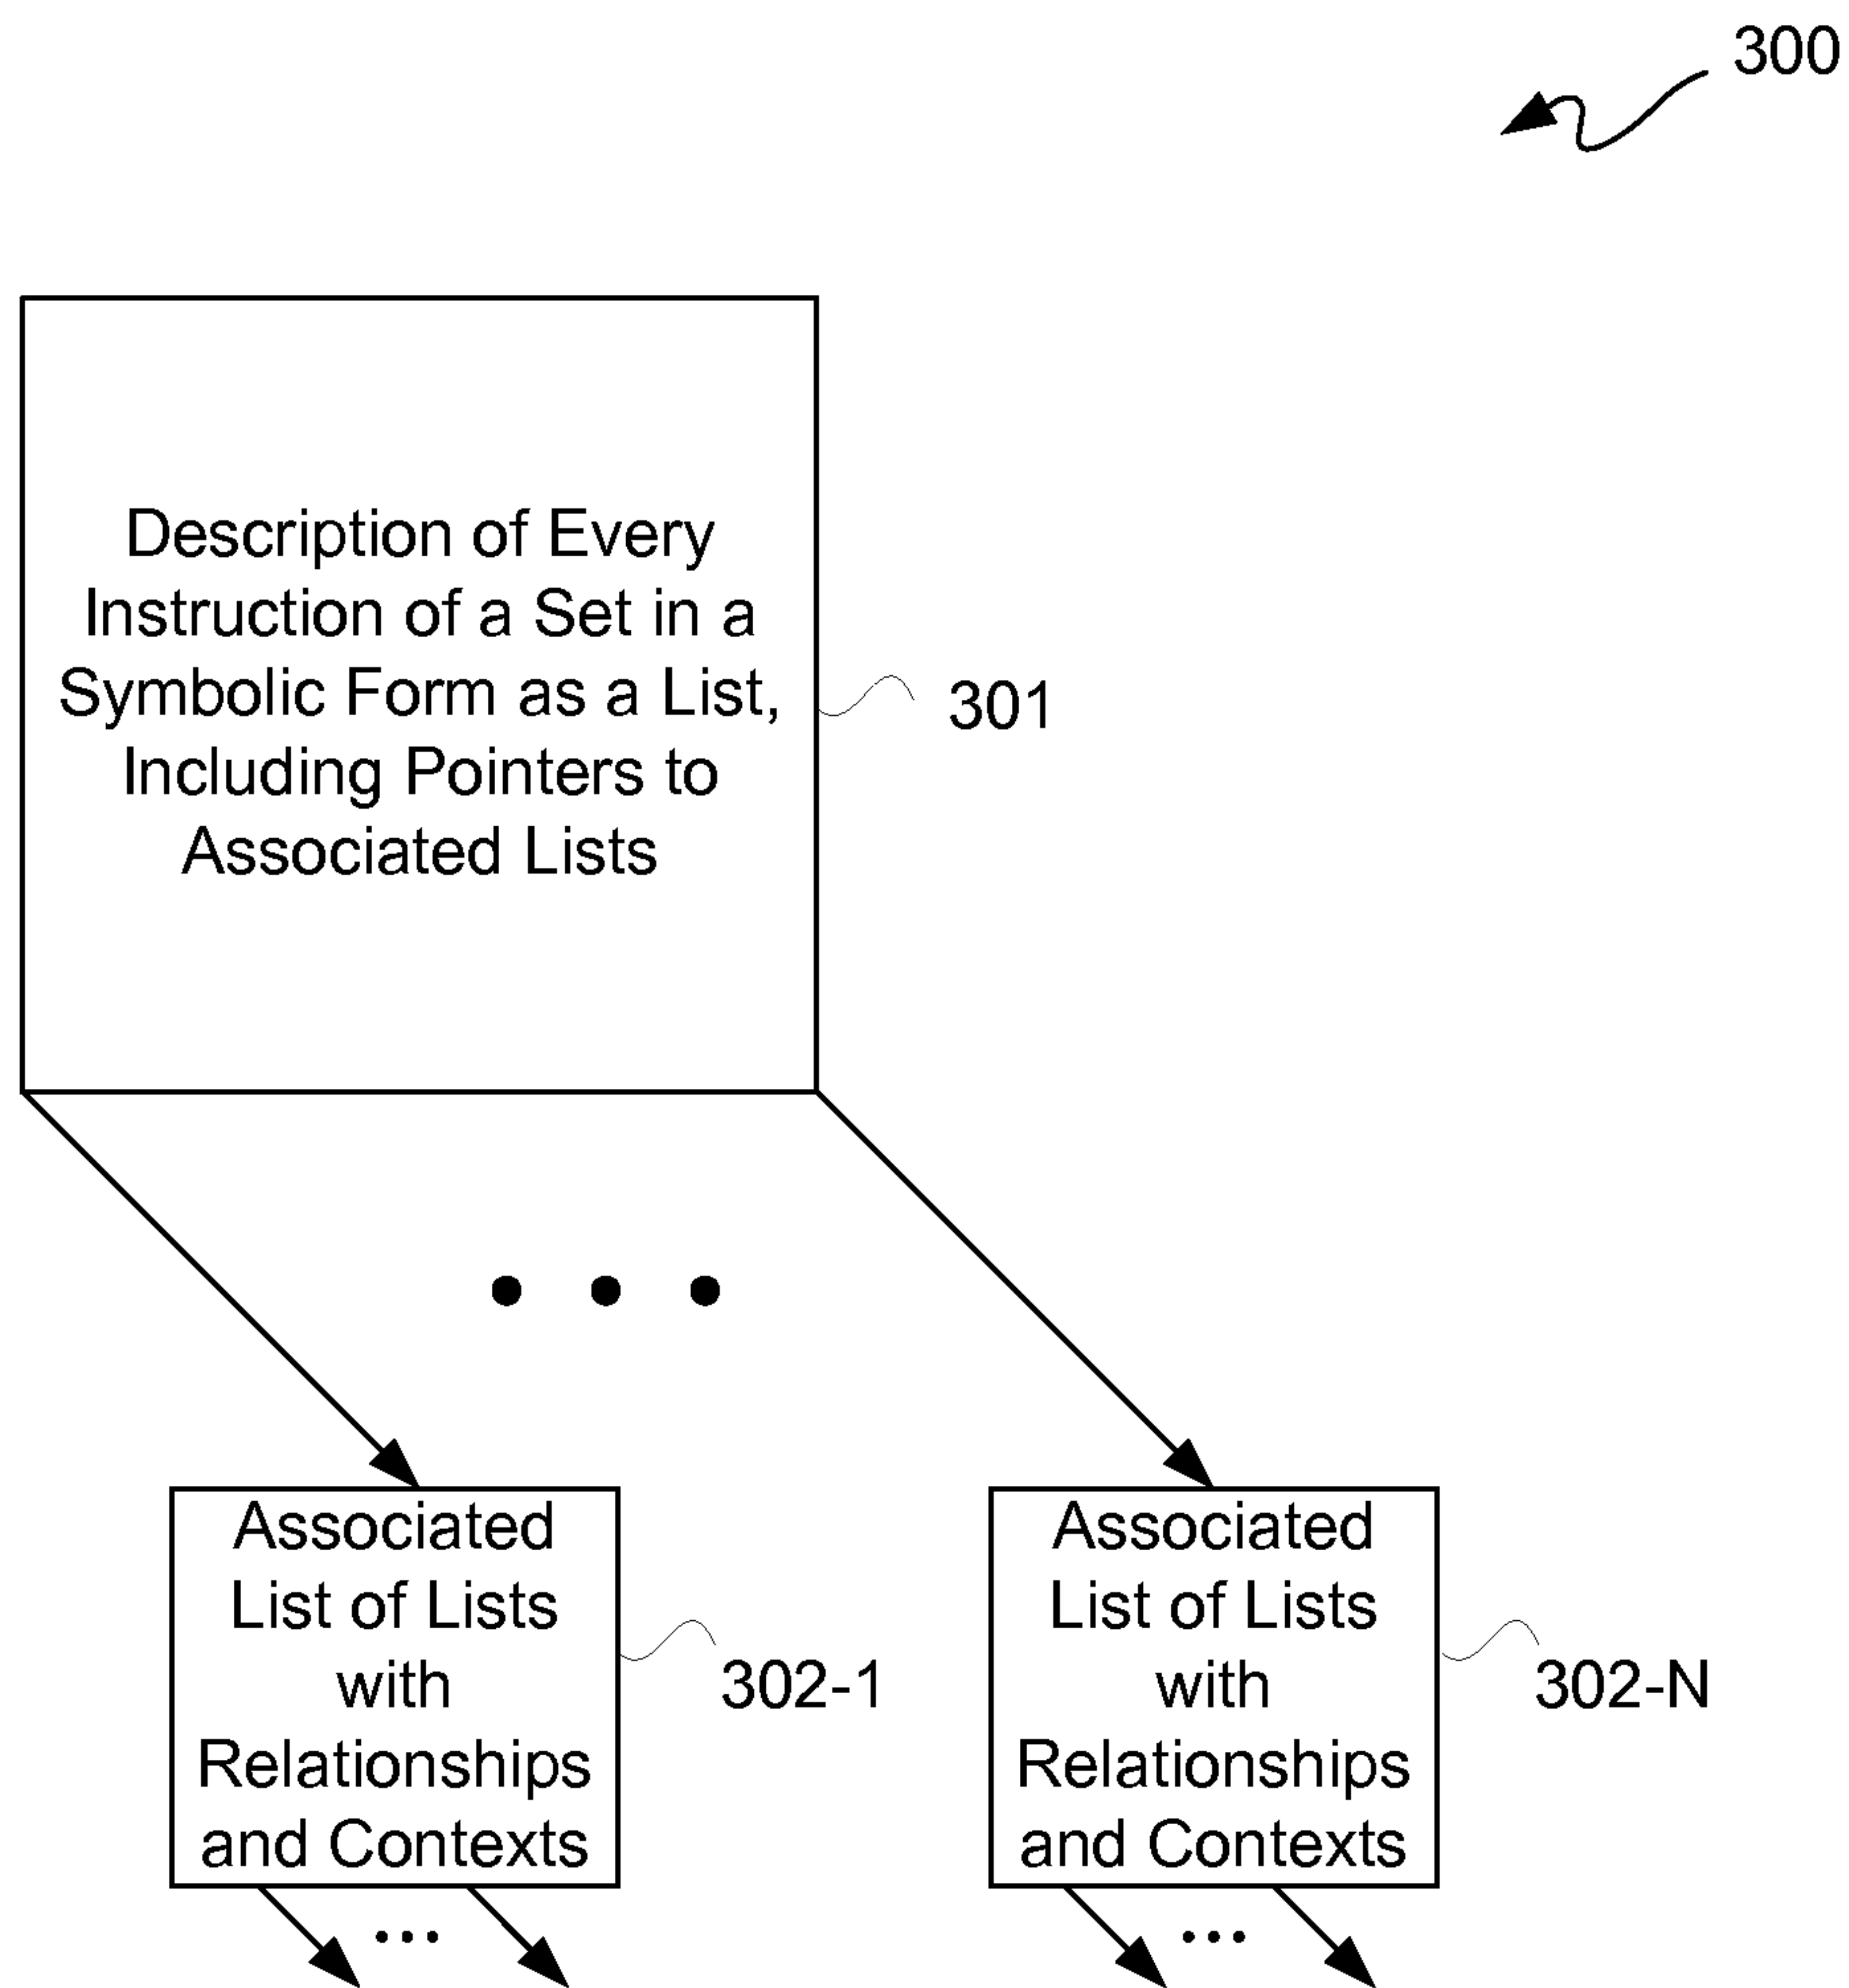 300
Description of Every
Instruction of a Set in a
Symbolic Form as a List,
Including Pointers to
Associated Lists
301
Associated
List of Lists
with
Relationships
and Contexts
302-1
Associated
List of Lists
with
Relationships
and Contexts
302-N